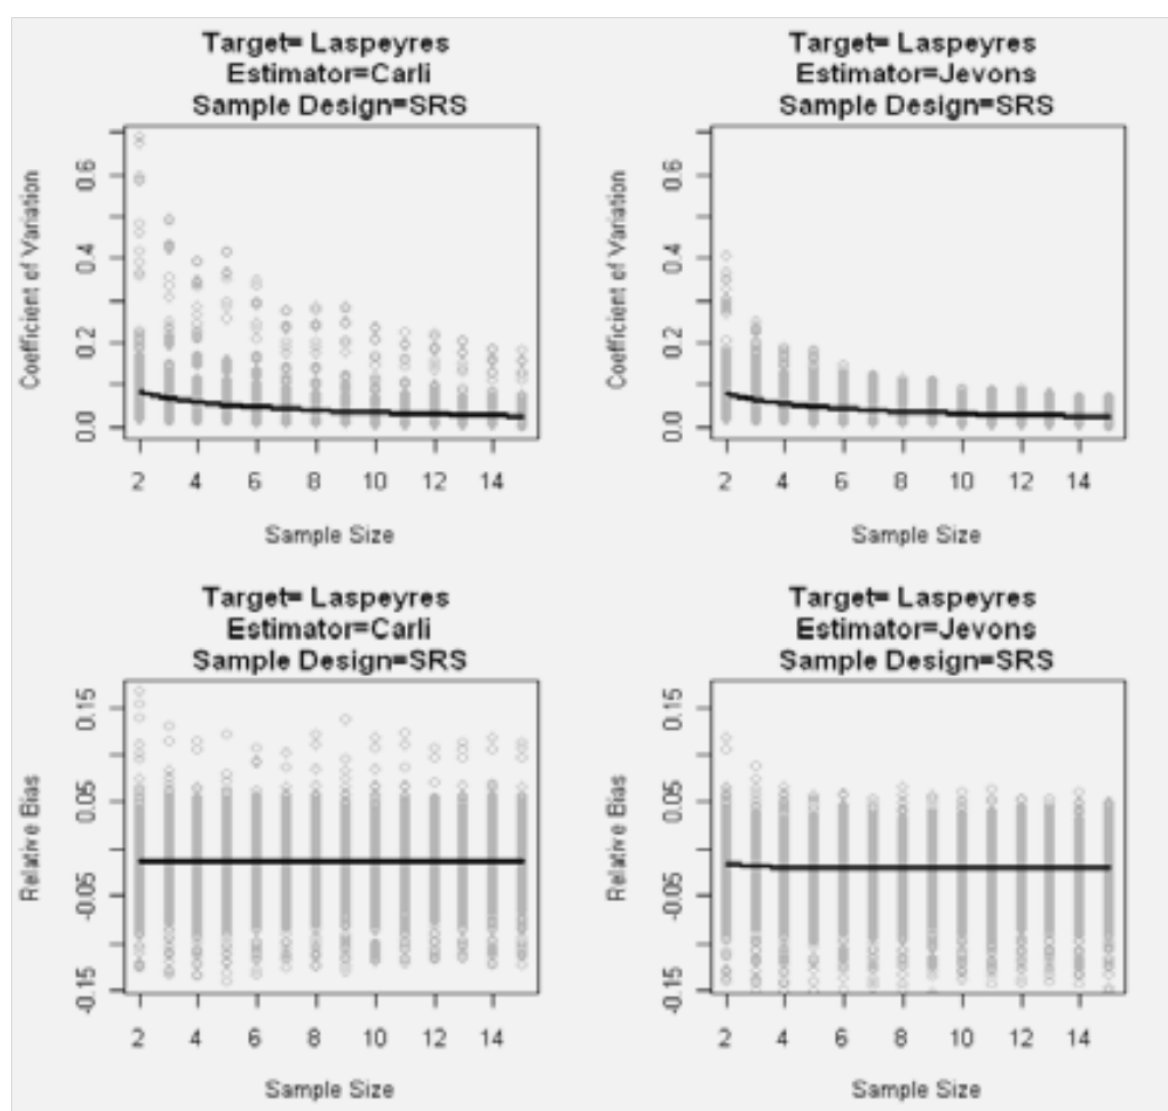 Target= Laspeyres
Estimator=Carli
Sample Design=SRS
Coefficient of Variation
0.6
0.4
0.2
0.0
2 4 6 8 10 12 14
Sample Size
Target= Laspeyres
Estimator=Jevons
Sample Design=SRS
Coefficient of Variation
0.6
0.4
0.2
0.0
2 4 6 8 10 12 14
Sample Size
Target= Laspeyres
Estimator=Carli
Sample Design=SRS
Relative Bias
0.15
0.05
-0.05
-0.15
2 4 6 8 10 12 14
Sample Size
Target= Laspeyres
Estimator=Jevons
Sample Design=SRS
Relative Bias
0.15
0.05
-0.05
-0.15
2 4 6 8 10 12 14
Sample Size